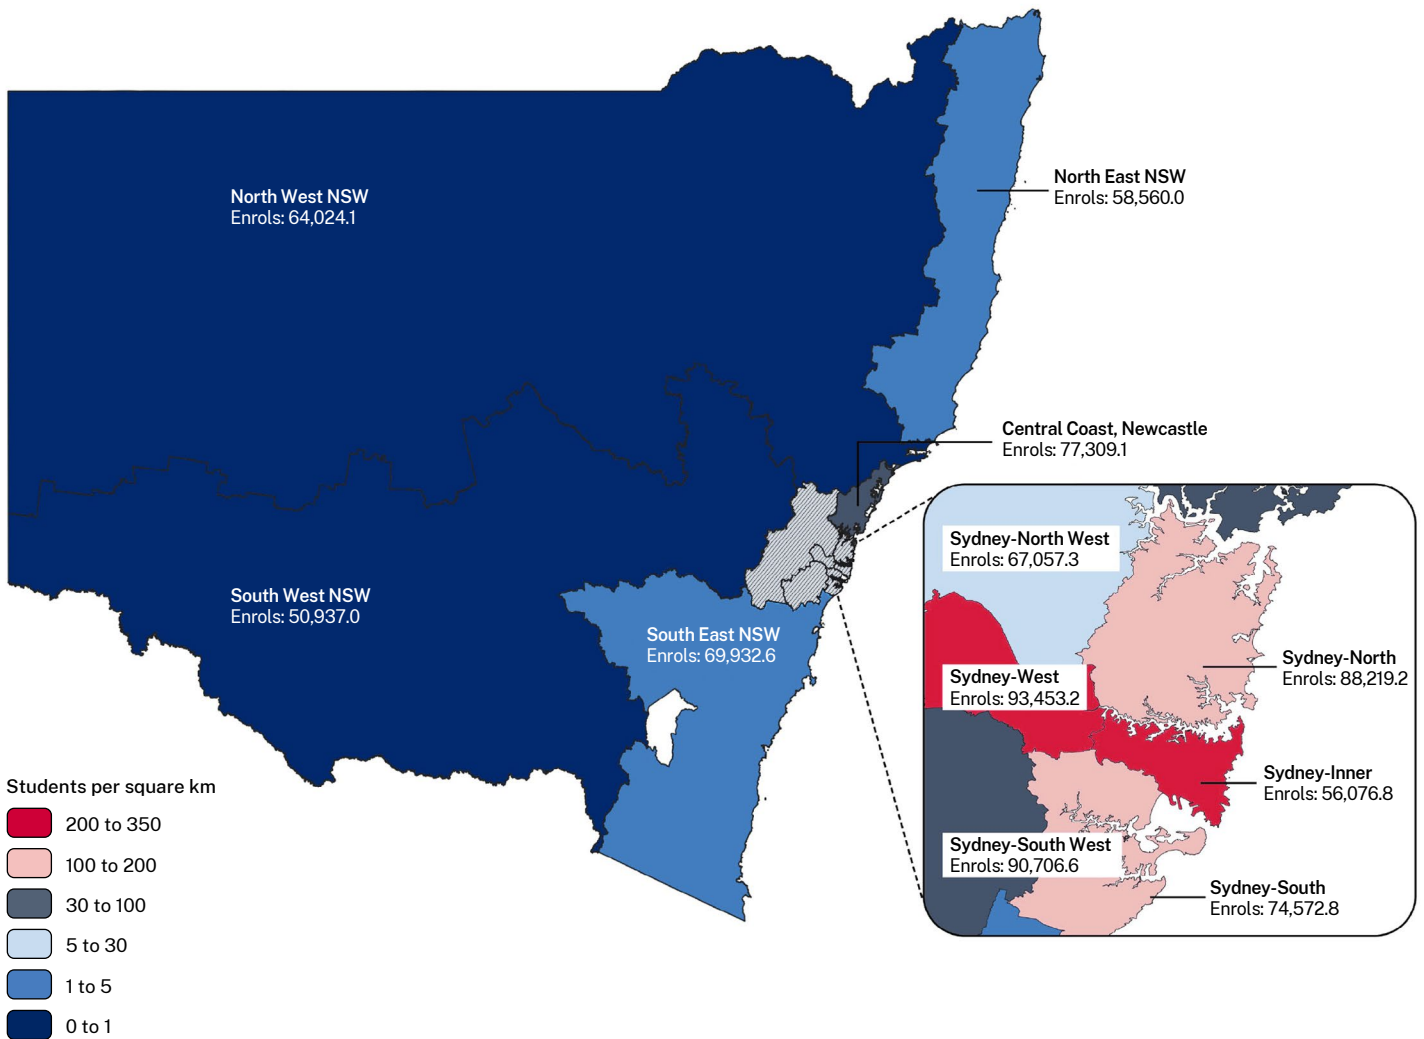 North West NSW
Enrols: 64,024.1
North East NSW
Enrols: 58,560.0
Central Coast, Newcastle
Enrols: 77,309.1
South West NSW
Enrols: 50,937.0
South East NSW
Enrols: 69,932.6
Sydney-North West
Enrols: 67,057.3
Sydney-West
Enrols: 93,453.2
Sydney-North
Enrols: 88,219.2
Sydney-Inner
Enrols: 56,076.8
Sydney-South West
Enrols: 90,706.6
Sydney-South
Enrols: 74,572.8
Students per square km
200 to 350
100 to 200
30 to 100
5 to 30
1 to 5
0 to 1